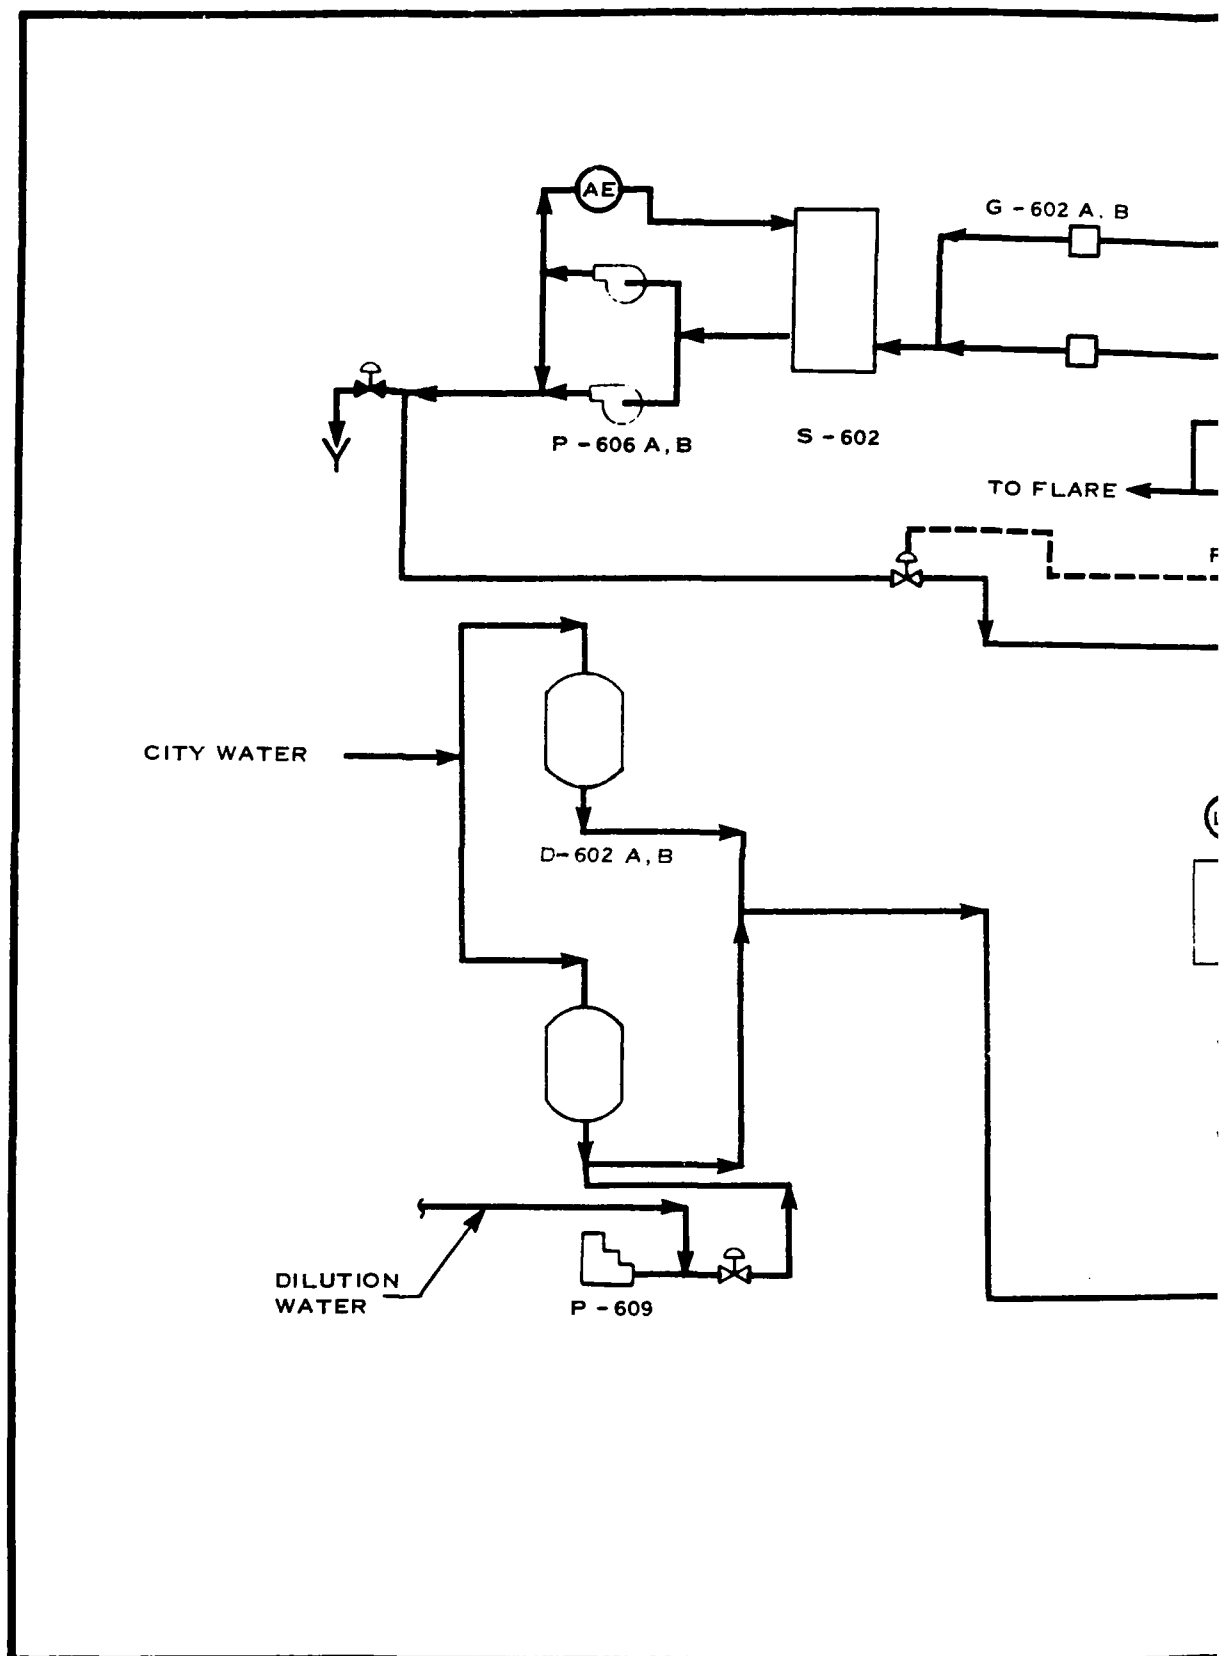 AE
G-602 A, B
P-606 A, B
S-602
TO FLARE
CITY WATER
D-602 A, B
DILUTION
WATER
P-609